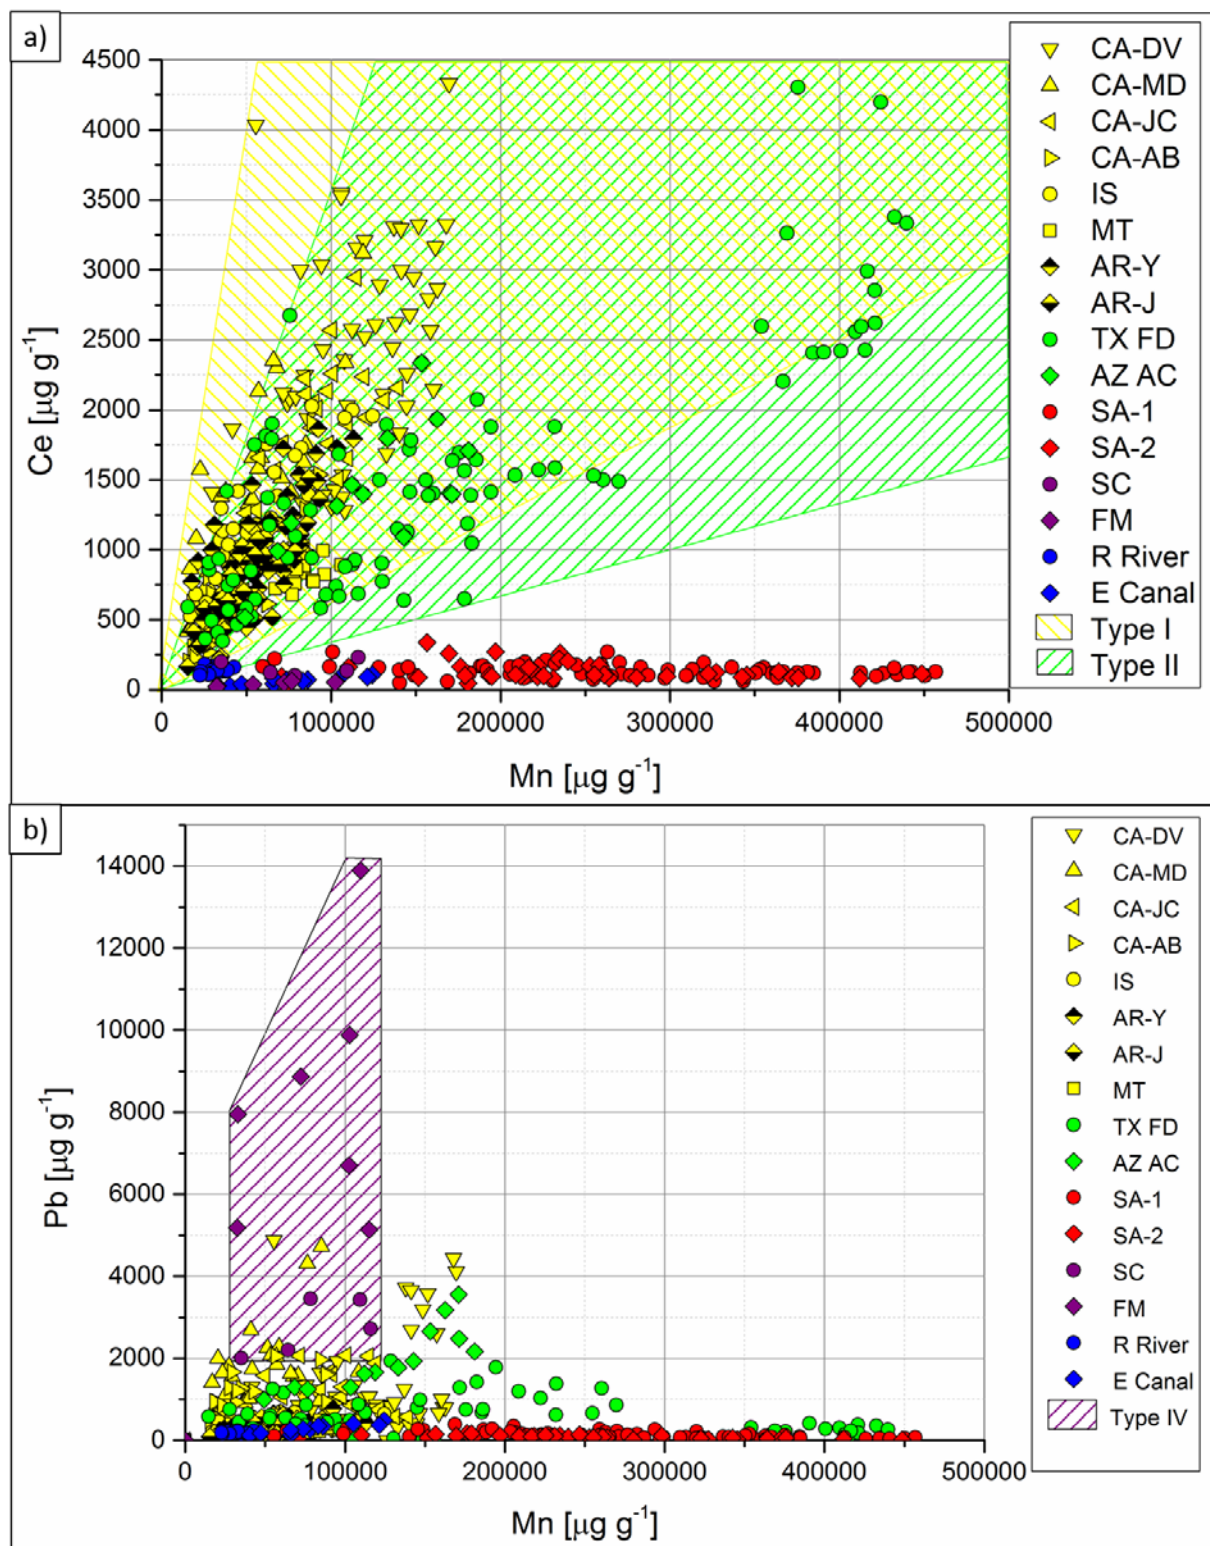 a)
4500
4000
3500
3000
2500
2000
1500
1000
500
0
Ce [µg g⁻¹]
0 100000 200000 300000 400000 500000
Mn [µg g⁻¹]
CA-DV
CA-MD
CA-JC
CA-AB
IS
MT
AR-Y
AR-J
TX FD
AZ AC
SA-1
SA-2
SC
FM
R River
E Canal
Type I
Type II
b)
14000
12000
10000
8000
6000
4000
2000
0
Pb [µg g⁻¹]
0 100000 200000 300000 400000 500000
Mn [µg g⁻¹]
CA-DV
CA-MD
CA-JC
CA-AB
IS
AR-Y
AR-J
MT
TX FD
AZ AC
SA-1
SA-2
SC
FM
R River
E Canal
Type IV